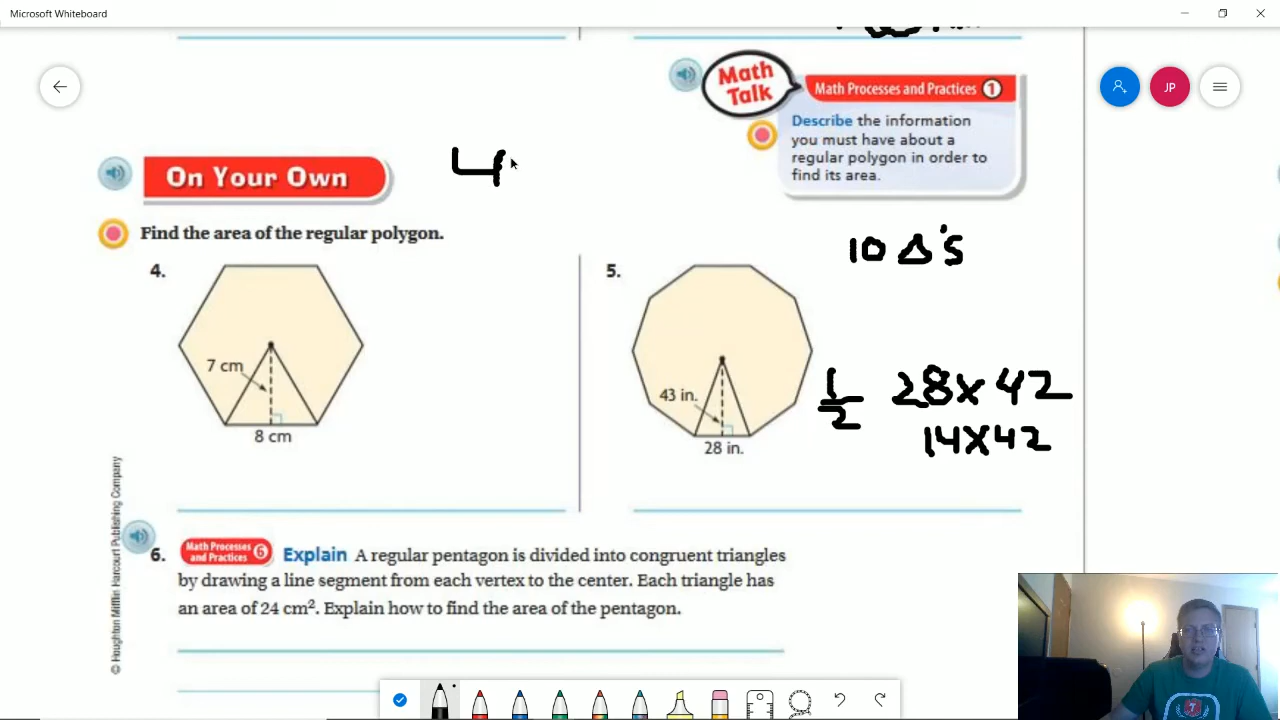 Microsoft Whiteboard
Math
Talk
Math Processes and Practices 1
Describe the information
you must have about a
regular polygon in order to
find its area.
JP
On Your Own
4
Find the area of the regular polygon.
10 Δ's
4.
7 cm
8 cm
5.
43 in.
28 in.
1/2 28x42
14x42
© Houghton Mifflin Harcourt Publishing Company
6. Math Processes and Practices 6 Explain A regular pentagon is divided into congruent triangles
by drawing a line segment from each vertex to the center. Each triangle has
an area of 24 cm². Explain how to find the area of the pentagon.